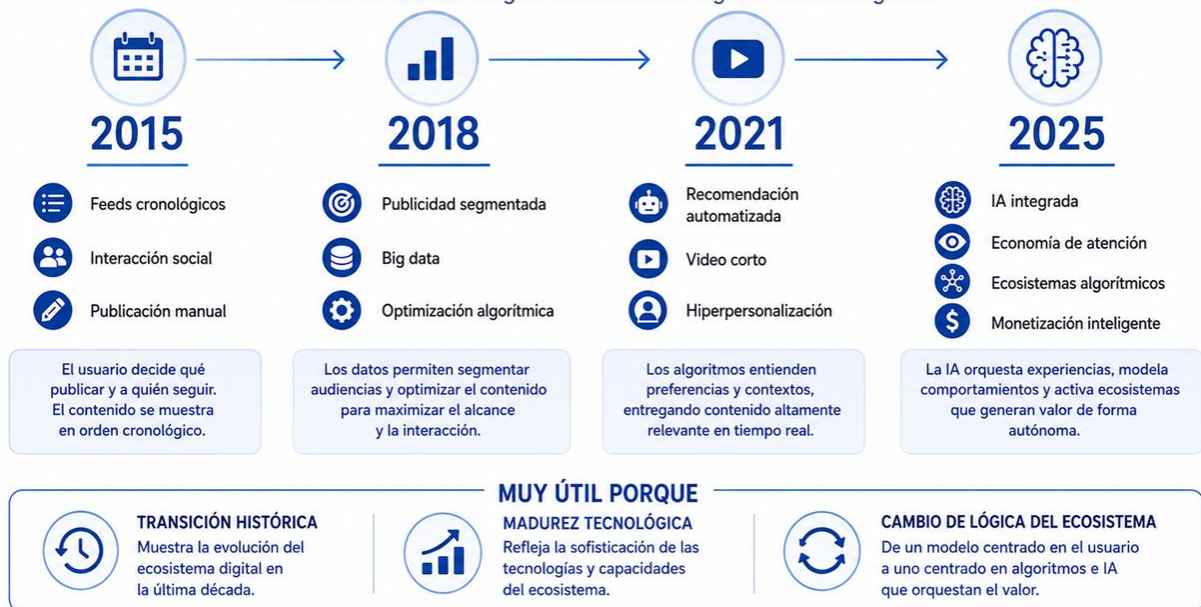 2015
2018
2021
2025
Feeds cronológicos
Interacción social
Publicación manual
El usuario decide qué
publicar y a quién seguir.
El contenido se muestra
en orden cronológico.
Publicidad segmentada
Big data
Optimización algorítmica
Los datos permiten segmentar
audiencias y optimizar el contenido
para maximizar el alcance
y la interacción.
Recomendación
automatizada
Video corto
Hiperpersonalización
Los algoritmos entienden
preferencias y contextos,
entregando contenido altamente
relevante en tiempo real.
IA integrada
Economía de atención
Ecosistemas algorítmicos
$
Monetización inteligente
La IA orquesta experiencias, modela
comportamientos y activa ecosistemas
que generan valor de forma
autónoma.
MUY ÚTIL PORQUE
TRANSICIÓN HISTÓRICA
Muestra la evolución del
ecosistema digital en
la última década.
MADUREZ TECNOLÓGICA
Refleja la sofisticación de las
tecnologías y capacidades
del ecosistema.
CAMBIO DE LÓGICA DEL ECOSISTEMA
De un modelo centrado en el usuario
a uno centrado en algoritmos e IA
que orquestan el valor.